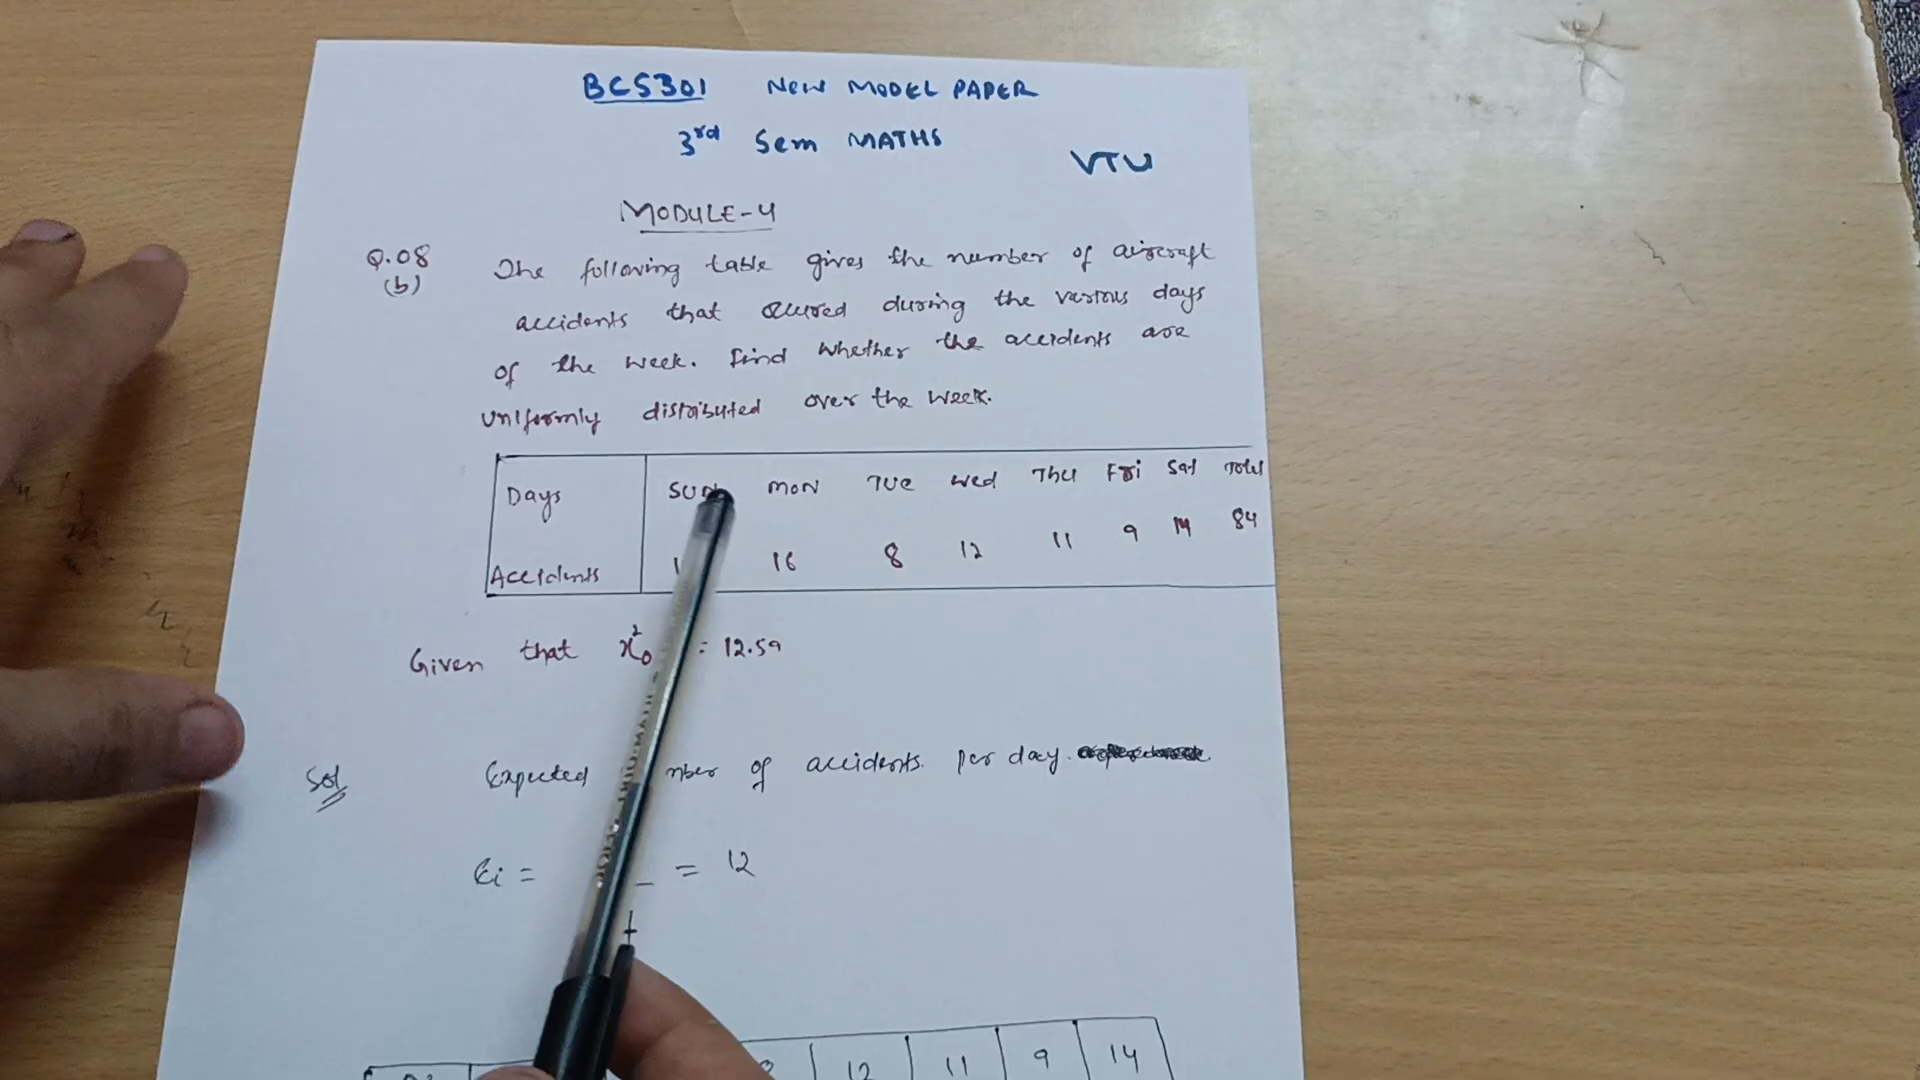 BCS301 NEW MODEL PAPER
3rd Sem MATHS
VTU
MODULE-4
Q.08 The following table gives the number of aircraft
(b) accidents that occured during the various days
of the week. Find whether the accidents are
uniformly distributed over the week.
Days SUN MON TUE Wed Thu Fri Sat Total
Accidents 16 8 12 11 9 14 84
Given that χ²0 = 12.59
Sol Expected of accidents per day.
Ei = = 12
12 11 9 14